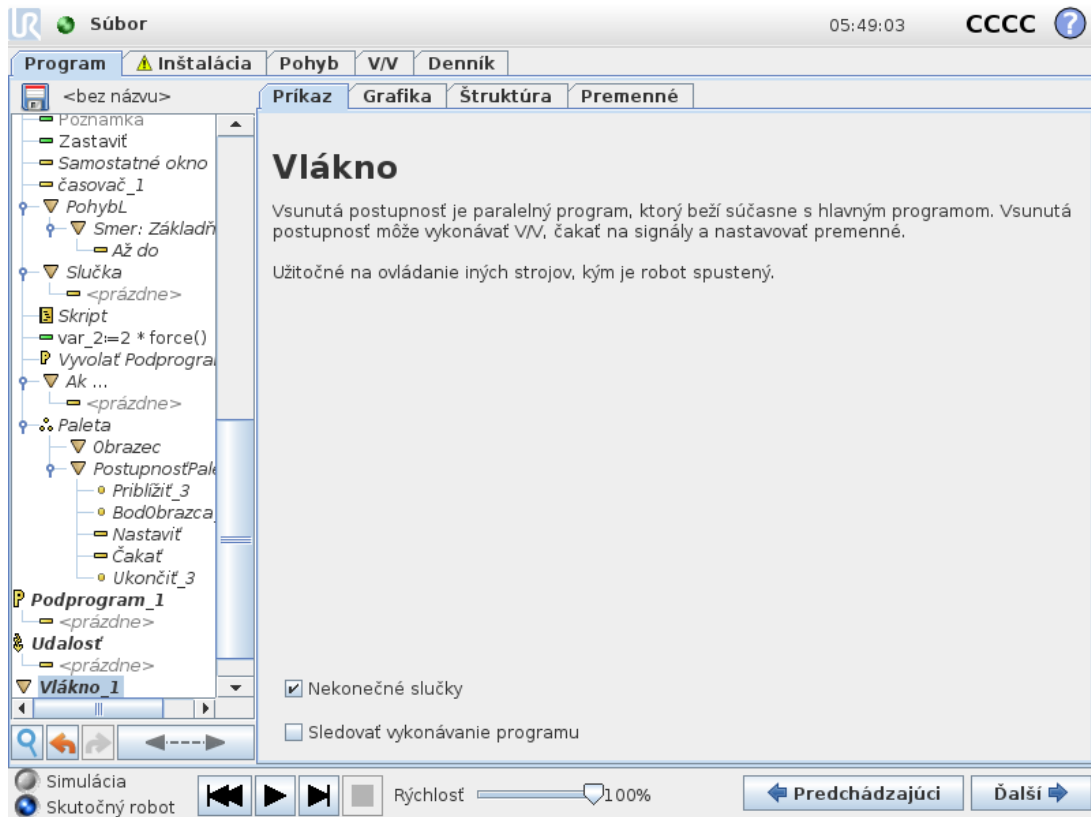 Súbor
05:49:03
CCCC
?
Program
Inštalácia
Pohyb
V/V
Denník
<bez názvu>
Príkaz
Grafika
Štruktúra
Premenné
Poznámka
Zastaviť
Samostatné okno
časovač_1
PohybL
Smer: Základň
Až do
Slučka
<prázdne>
Skript
var_2:=2 * force()
Vyvolať Podprogra
Ak ...
<prázdne>
Paleta
Obrazec
PostupnosťPale
Priblížiť_3
BodObrazca
Nastaviť
Čakať
Ukončiť_3
Podprogram_1
<prázdne>
Udalosť
<prázdne>
Vlákno_1
Vlákno
Vsunutá postupnosť je paralelný program, ktorý beží súčasne s hlavným programom. Vsunutá
postupnosť môže vykonávať V/V, čakať na signály a nastavovať premenné.
Užitočné na ovládanie iných strojov, kým je robot spustený.
Nekonečné slučky
Sledovať vykonávanie programu
Simulácia
Skutočný robot
Rýchlosť
100%
Predchádzajúci
Ďalší